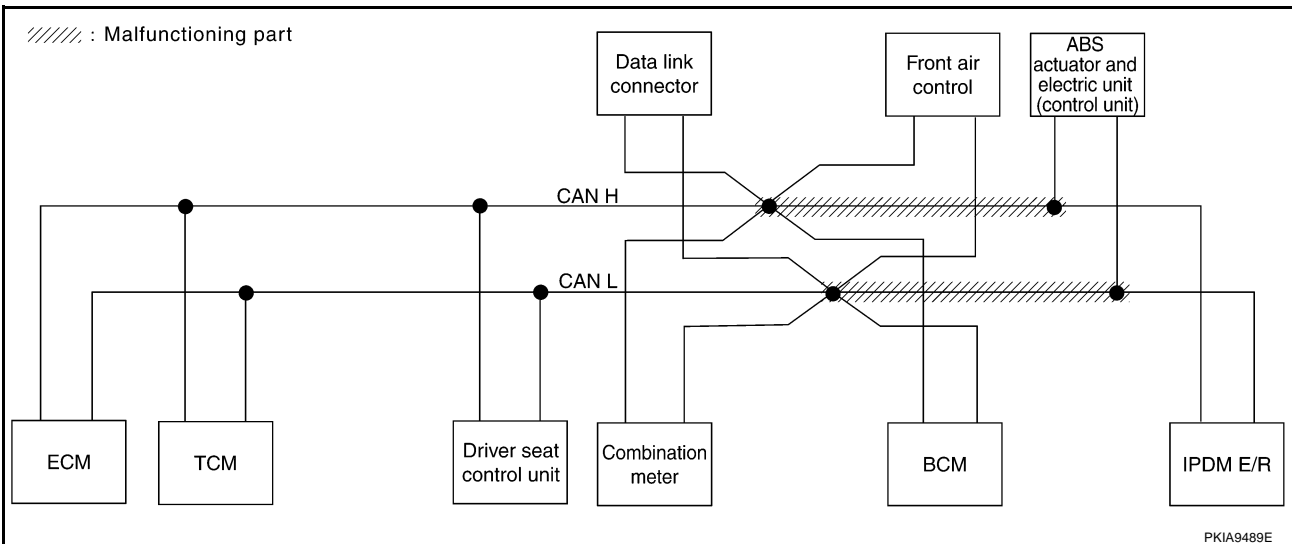 : Malfunctioning part
Data link
connector
Front air
control
ABS
actuator and
electric unit
(control unit)
CAN H
CAN L
ECM
TCM
Driver seat
control unit
Combination
meter
BCM
IPDM E/R
PKIA9489E